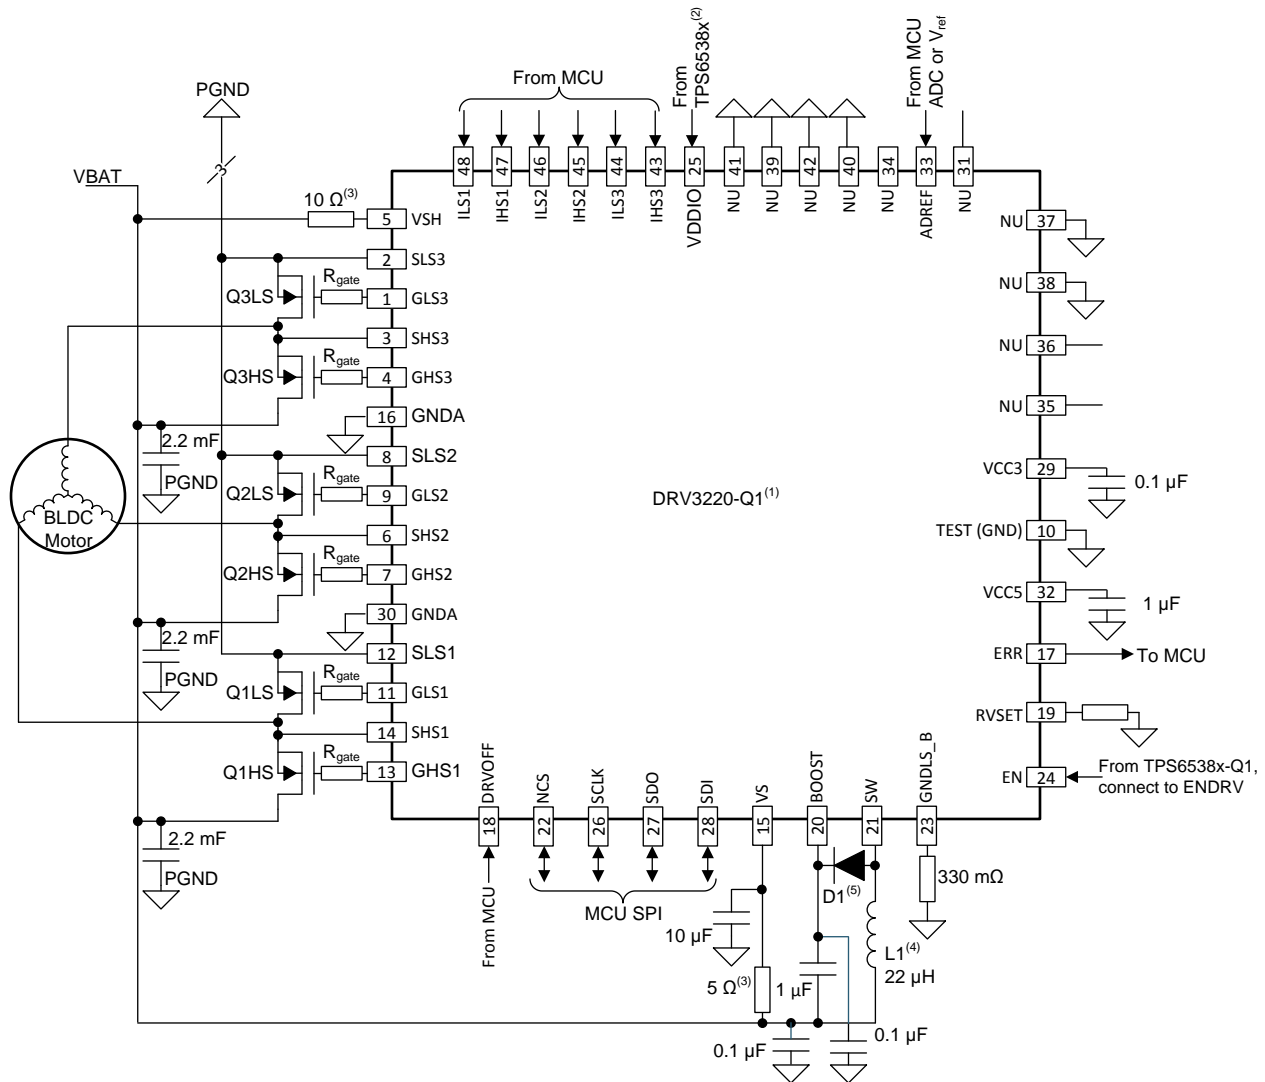 From MCU
From
TPS6538x(2)
From MCU
ADC or Vref
PGND
3
VBAT
48
47
46
45
44
43
25
41
39
42
40
34
33
31
ILS1
IHS1
ILS2
IHS2
ILS3
IHS3
VDDIO
NU
NU
NU
NU
NU
ADREF
NU
10 Ω(3)
5
VSH
2
SLS3
Q3LS
Rgate
1
GLS3
3
SHS3
Q3HS
Rgate
4
GHS3
16
GNDA
2.2 mF
PGND
8
SLS2
Q2LS
Rgate
9
GLS2
6
SHS2
Q2HS
Rgate
7
GHS2
30
GNDA
2.2 mF
PGND
12
SLS1
Q1LS
Rgate
11
GLS1
14
SHS1
Q1HS
Rgate
13
GHS1
2.2 mF
PGND
BLDC
Motor
DRV3220-Q1(1)
NU
37
NU
38
NU
36
NU
35
VCC3
29
0.1 µF
TEST (GND)
10
VCC5
32
1 µF
ERR
17
To MCU
RVSET
19
EN
24
From TPS6538x-Q1,
connect to ENDRV
DRVOFF
NCS
SCLK
SDO
SDI
VS
BOOST
SW
GNDLS_B
18
22
26
27
28
15
20
21
23
From MCU
MCU SPI
D1(5)
330 mΩ
10 µF
L1(4)
22 µH
5 Ω(3)
1 µF
0.1 µF
0.1 µF